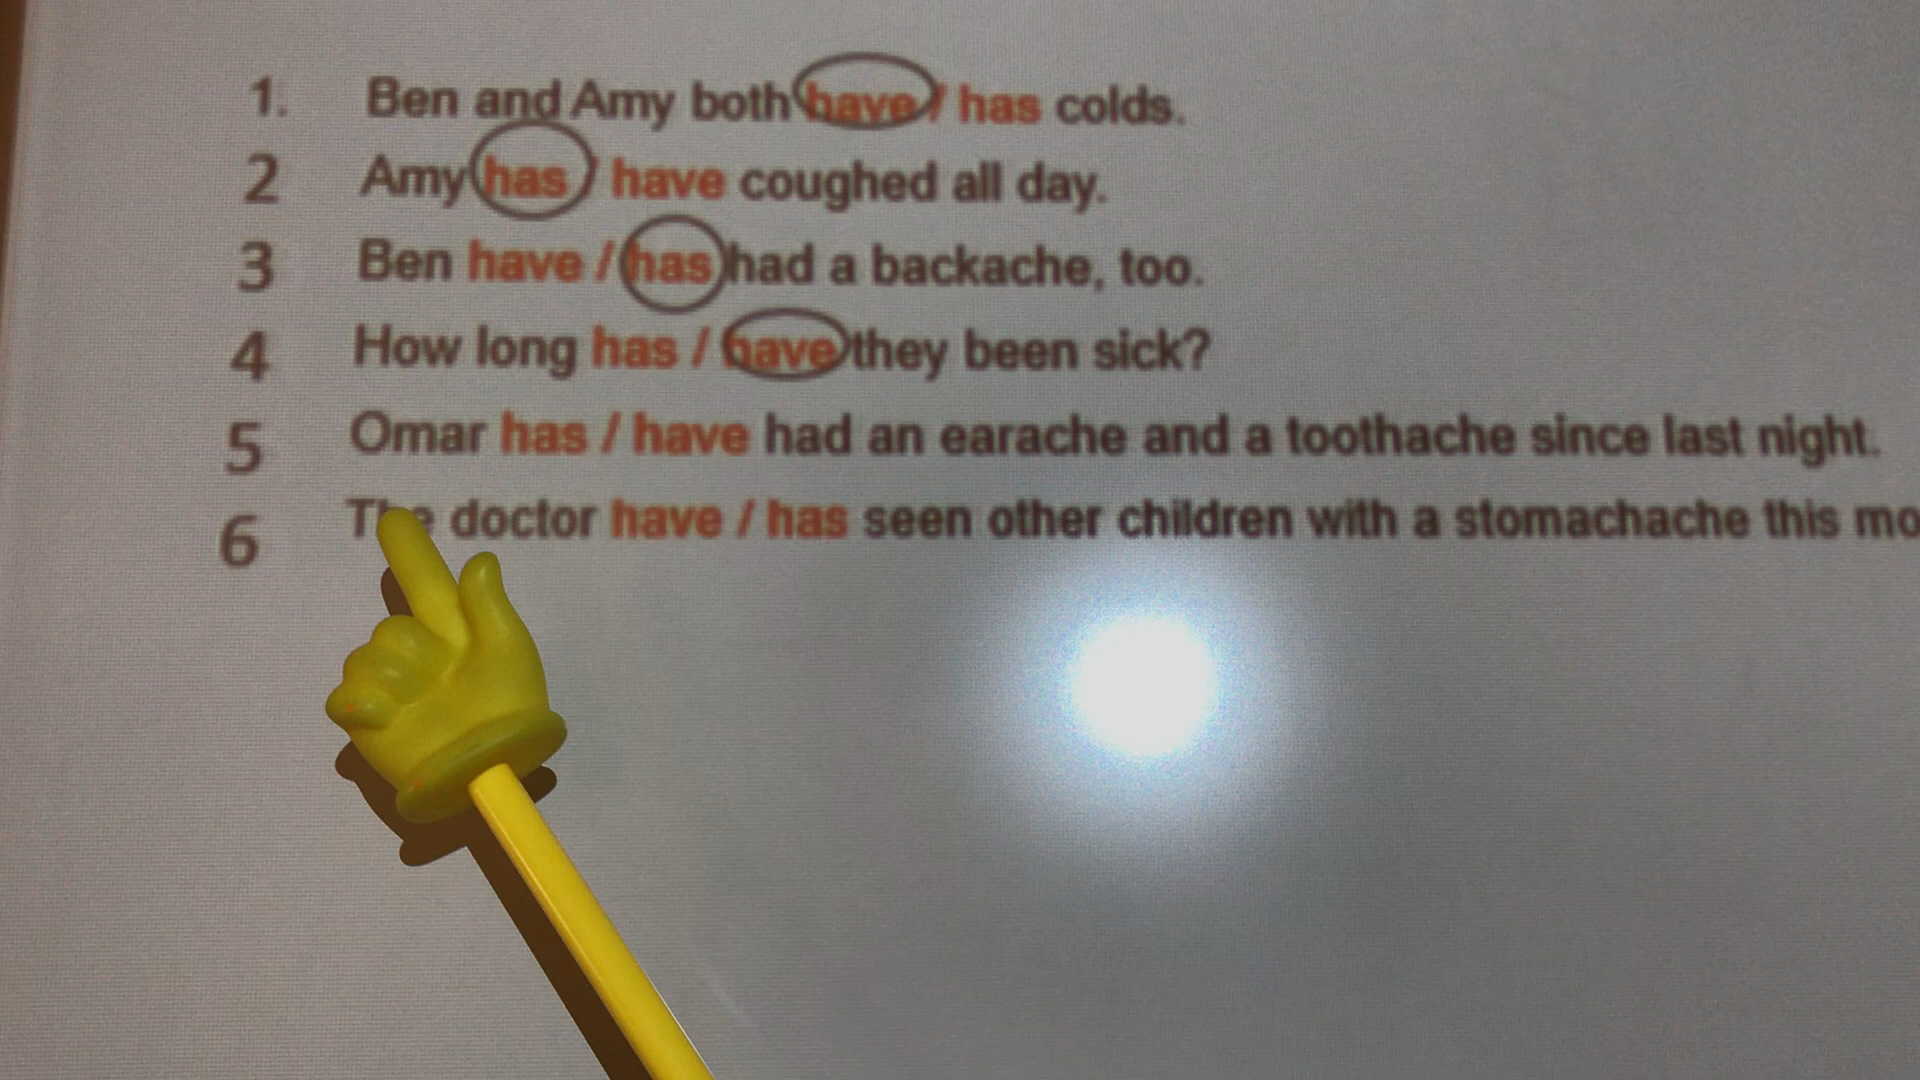 1. Ben and Amy both have / has colds.
2 Amy has / have coughed all day.
3 Ben have / has had a backache, too.
4 How long has / have they been sick?
5 Omar has / have had an earache and a toothache since last night.
6 The doctor have / has seen other children with a stomachache this